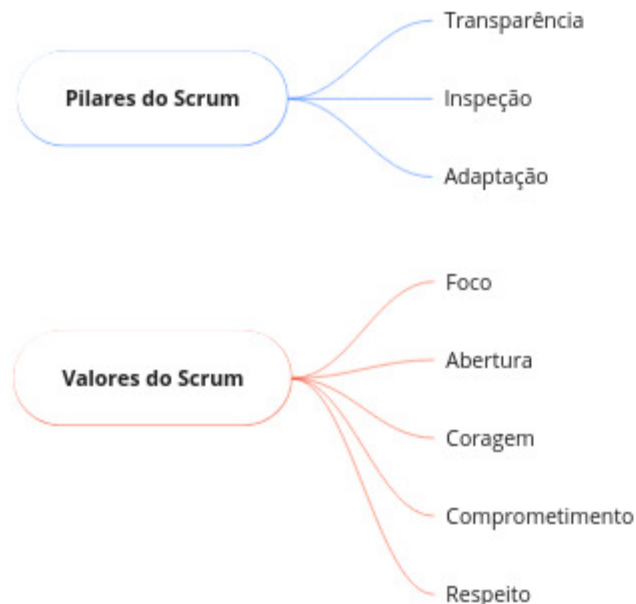 Pilares do Scrum
Transparência
Inspeção
Adaptação
Valores do Scrum
Foco
Abertura
Coragem
Comprometimento
Respeito